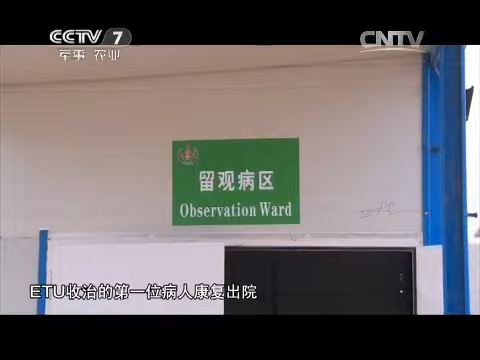 CCTV 7
军事·农业
CNTV
留观病区
Observation Ward
ETU收治的第一位病人康复出院